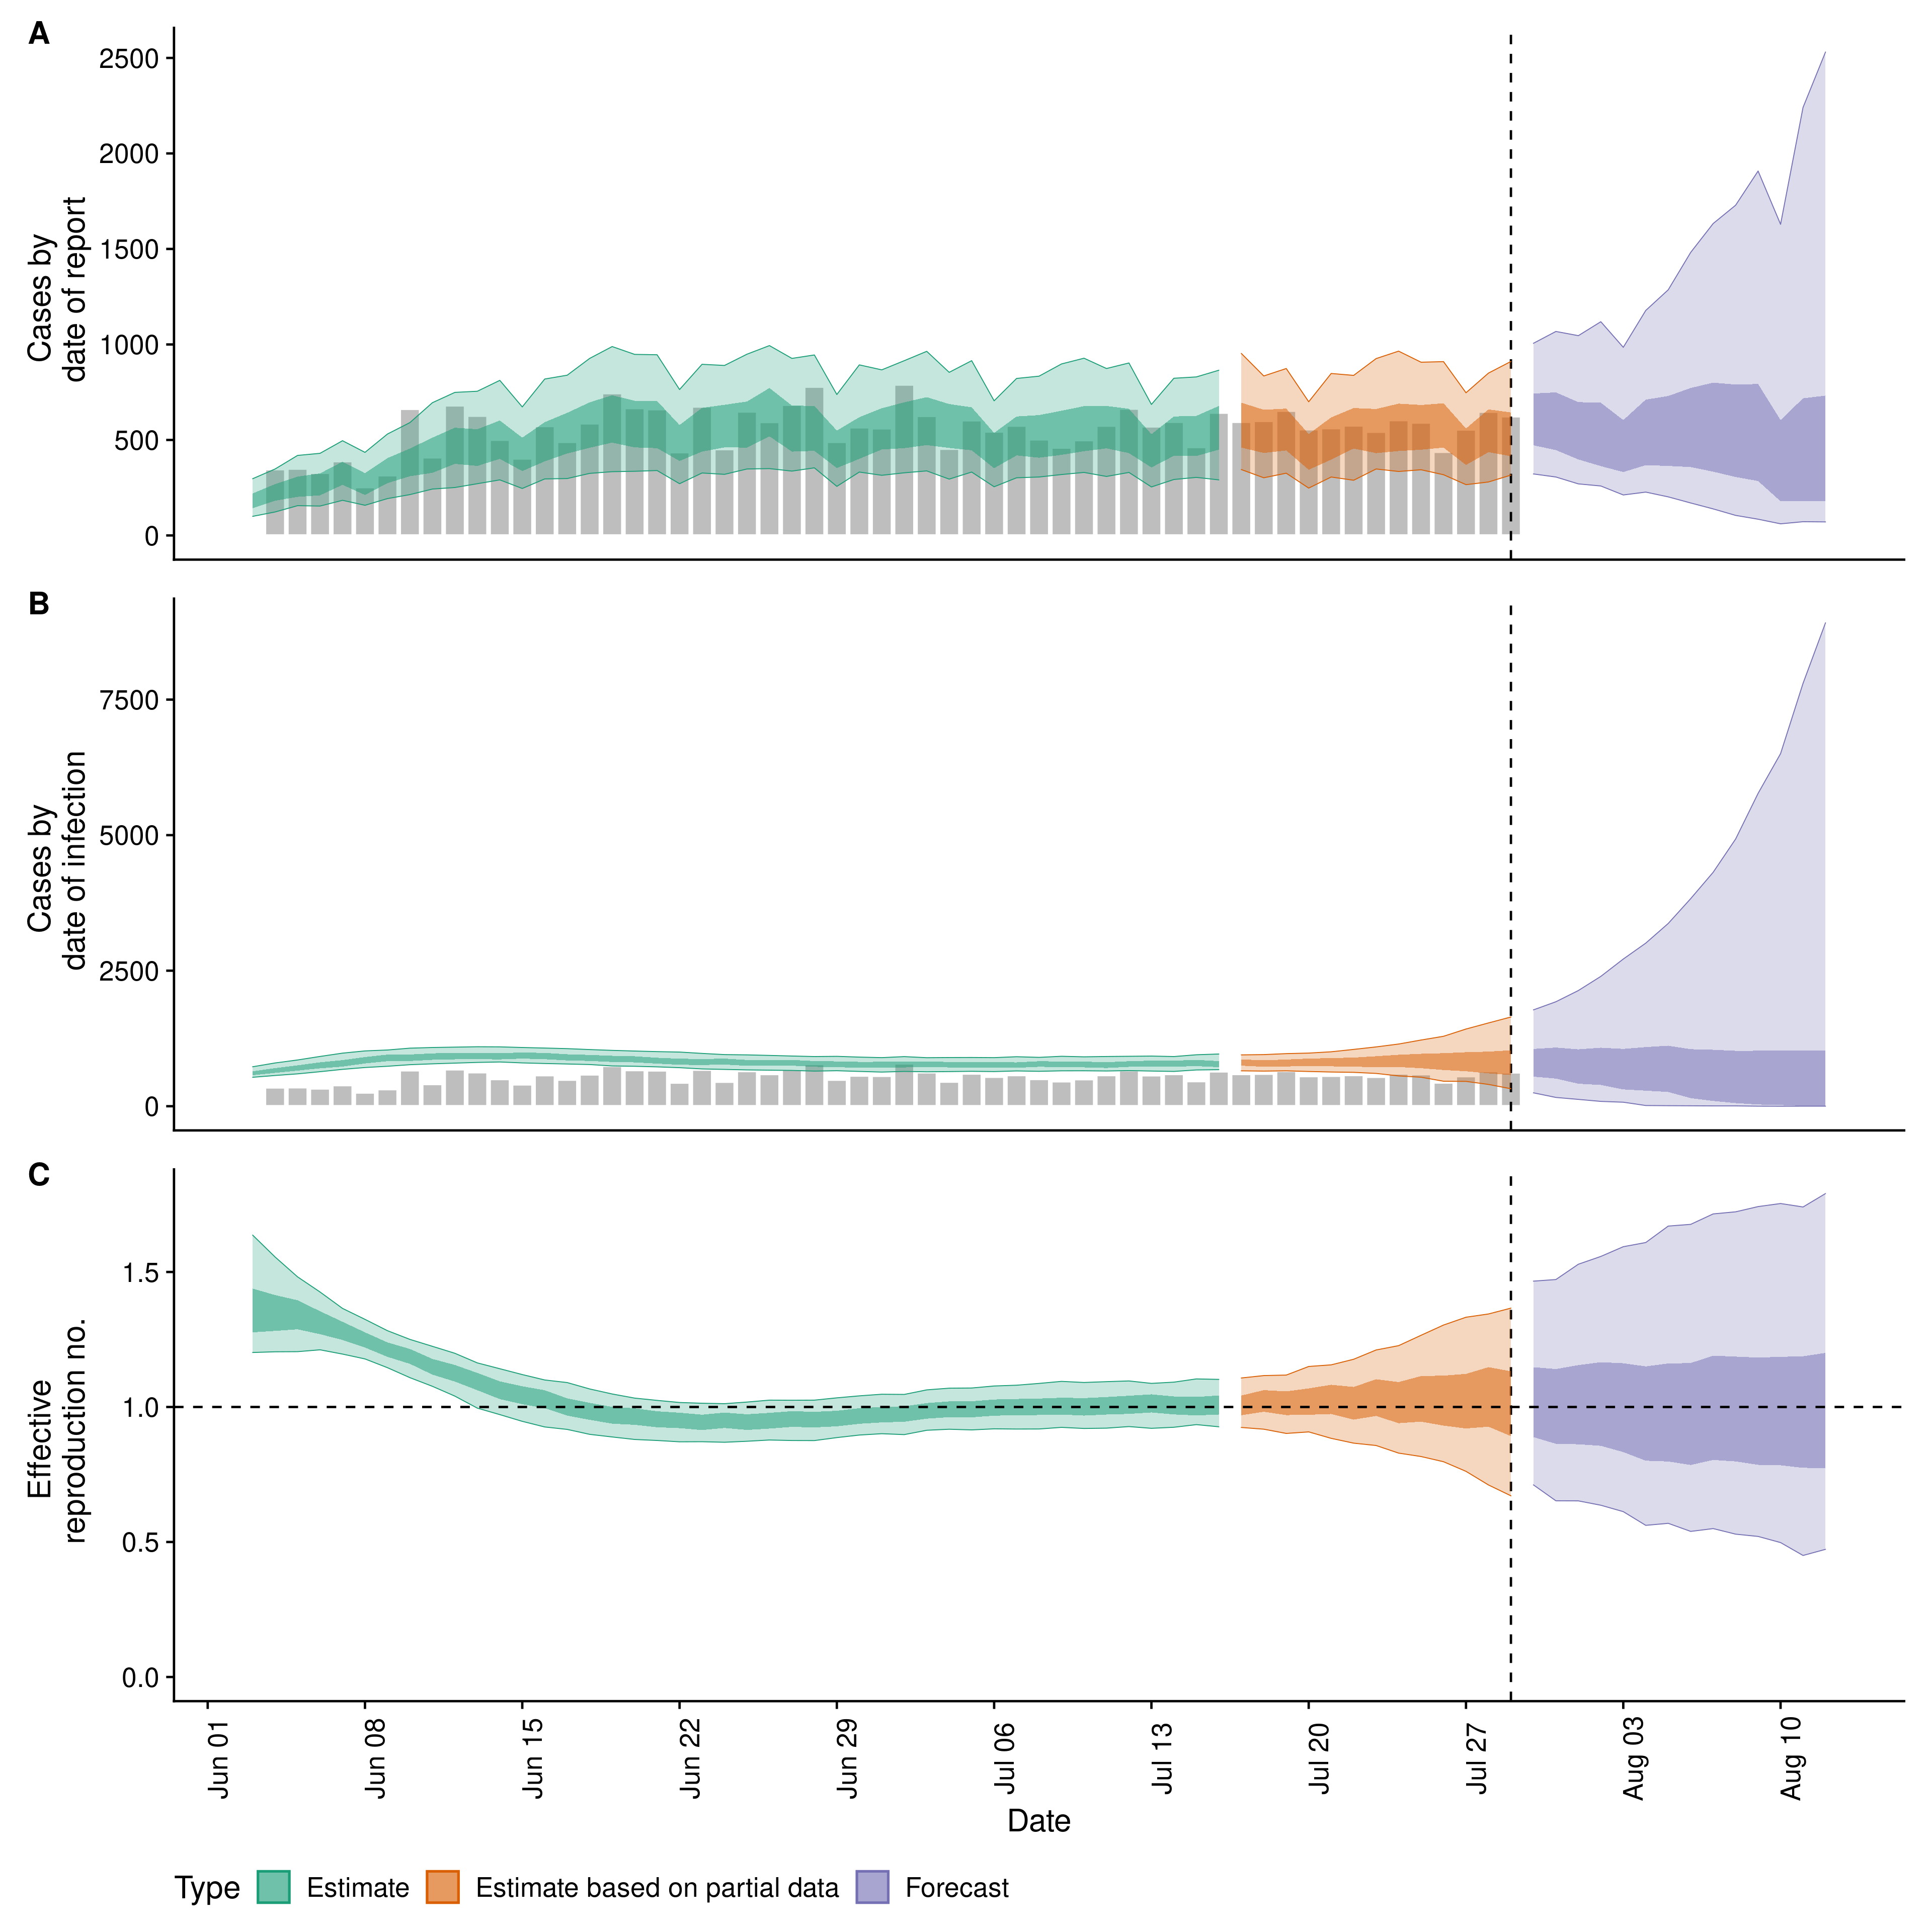 A
Cases by
date of report
2500
2000
1500
1000
500
0
B
Cases by
date of infection
7500
5000
2500
0
C
Effective
reproduction no.
1.5
1.0
0.5
0.0
Jun 01
Jun 08
Jun 15
Jun 22
Jun 29
Jul 06
Jul 13
Jul 20
Jul 27
Aug 03
Aug 10
Date
Type Estimate Estimate based on partial data Forecast